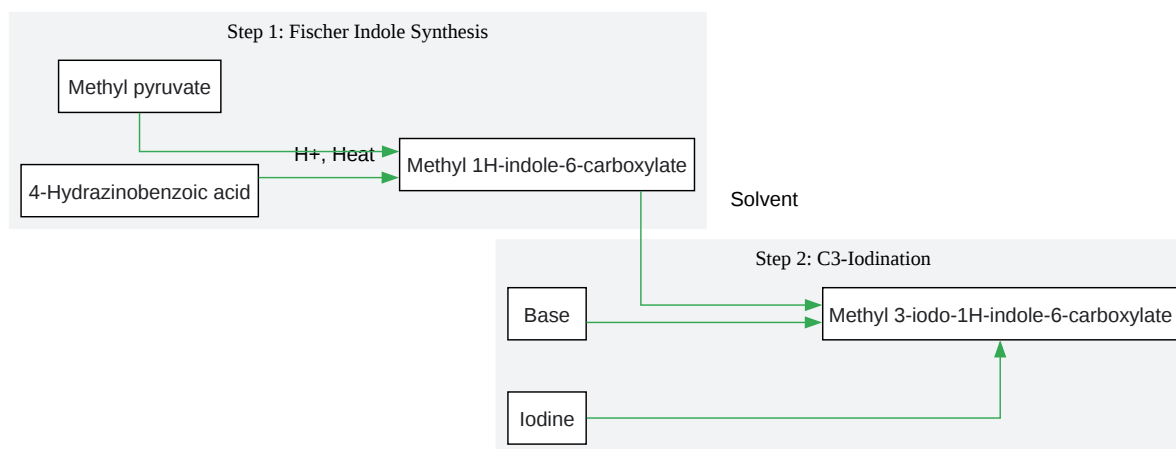 Step 1: Fischer Indole Synthesis
Methyl pyruvate
H+, Heat
Methyl 1H-indole-6-carboxylate
4-Hydrazinobenzoic acid
Solvent
Step 2: C3-Iodination
Base
Methyl 3-iodo-1H-indole-6-carboxylate
Iodine